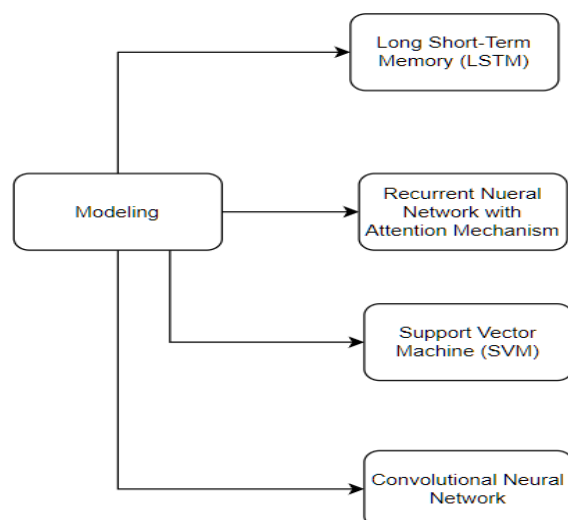 Long Short-Term
Memory (LSTM)
Modeling
Recurrent Nueral
Network with
Attention Mechanism
Support Vector
Machine (SVM)
Convolutional Neural
Network